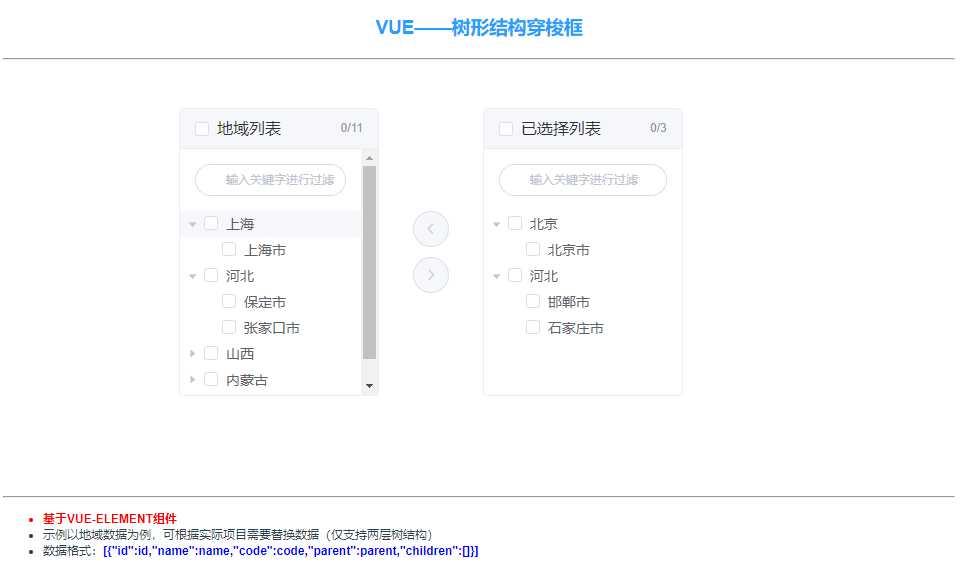 VUE——树形结构穿梭框
地域列表 0/11
输入关键字进行过滤
上海
上海市
河北
保定市
张家口市
山西
内蒙古
已选择列表 0/3
输入关键字进行过滤
北京
北京市
河北
邯郸市
石家庄市
基于VUE-ELEMENT组件
示例以地域数据为例，可根据实际项目需要替换数据（仅支持两层树结构）
数据格式：[{"id":id,"name":name,"code":code,"parent":parent,"children":[]}]